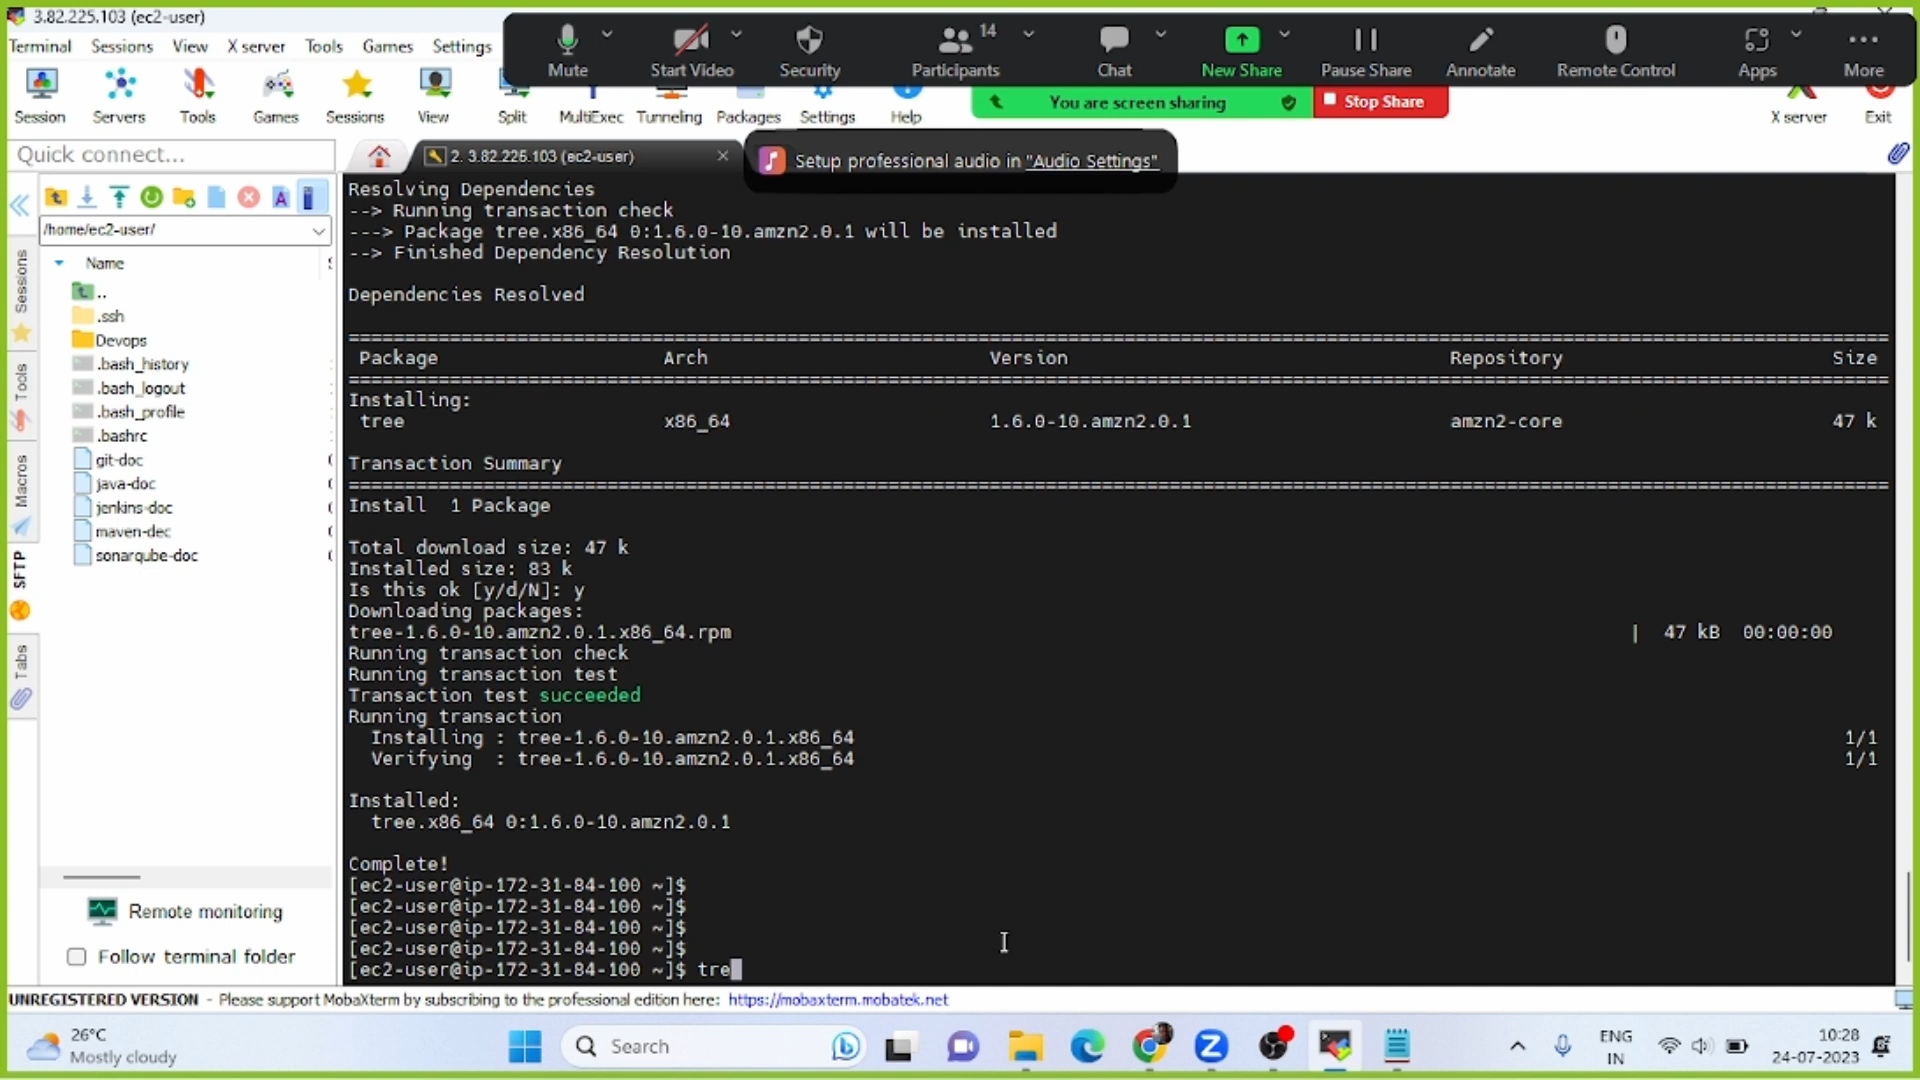 3.82.225.103 (ec2-user)
Terminal Sessions View X server Tools Games Settings
Mute Start Video Security Participants 14 Chat New Share Pause Share Annotate Remote Control Apps More
You are screen sharing Stop Share
Session Servers Tools Games Sessions View Split MultiExec Tunneling Packages Settings Help X server Exit
Quick connect...
2. 3.82.225.103 (ec2-user)
Setup professional audio in "Audio Settings"
/home/ec2-user/
Name
..
.ssh
Devops
.bash_history
.bash_logout
.bash_profile
.bashrc
git-doc
java-doc
jenkins-doc
maven-dec
sonarqube-doc
Sessions
Tools
Macros
SFTP
Tabs
Remote monitoring
Follow terminal folder
Resolving Dependencies
--> Running transaction check
---> Package tree.x86_64 0:1.6.0-10.amzn2.0.1 will be installed
--> Finished Dependency Resolution
Dependencies Resolved
Package Arch Version Repository Size
Installing:
tree x86_64 1.6.0-10.amzn2.0.1 amzn2-core 47 k
Transaction Summary
Install 1 Package
Total download size: 47 k
Installed size: 83 k
Is this ok [y/d/N]: y
Downloading packages:
tree-1.6.0-10.amzn2.0.1.x86_64.rpm | 47 kB 00:00:00
Running transaction check
Running transaction test
Transaction test succeeded
Running transaction
Installing : tree-1.6.0-10.amzn2.0.1.x86_64 1/1
Verifying : tree-1.6.0-10.amzn2.0.1.x86_64 1/1
Installed:
tree.x86_64 0:1.6.0-10.amzn2.0.1
Complete!
[ec2-user@ip-172-31-84-100 ~]$
[ec2-user@ip-172-31-84-100 ~]$
[ec2-user@ip-172-31-84-100 ~]$
[ec2-user@ip-172-31-84-100 ~]$
[ec2-user@ip-172-31-84-100 ~]$ tre
UNREGISTERED VERSION - Please support MobaXterm by subscribing to the professional edition here: https://mobaxterm.mobatek.net
26°C
Mostly cloudy
Search
ENG
IN
10:28
24-07-2023